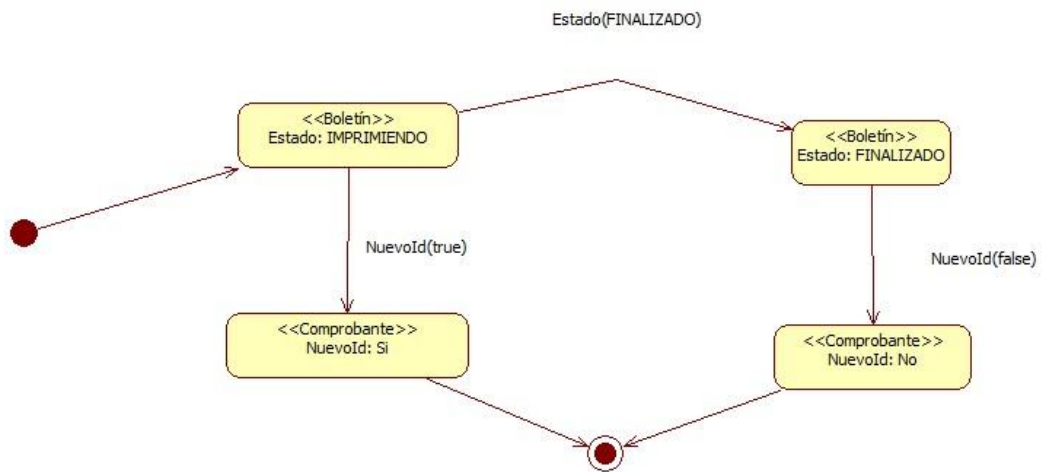 Estado(FINALIZADO)
<<Boletín>>
Estado: IMPRIMIENDO
<<Boletín>>
Estado: FINALIZADO
NuevoId(true)
NuevoId(false)
<<Comprobante>>
NuevoId: Si
<<Comprobante>>
NuevoId: No